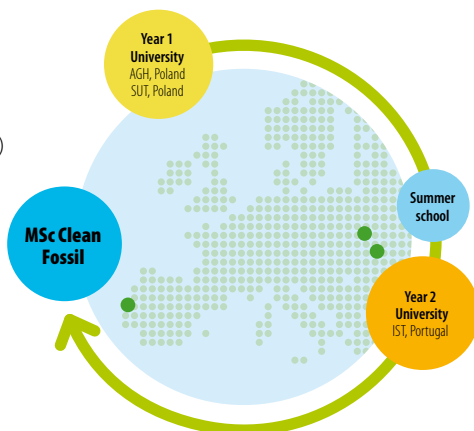 Year 1
University
AGH, Poland
SUT, Poland
)
Summer
school
MSc Clean
Fossil
Year 2
University
IST, Portugal